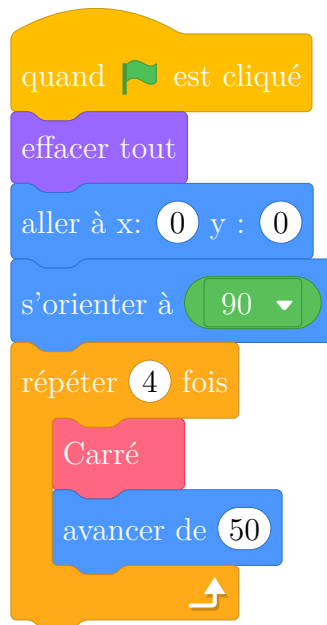 quand est cliqué
effacer tout
aller à x: 0 y : 0
s'orienter à 90
répéter 4 fois
Carré
avancer de 50